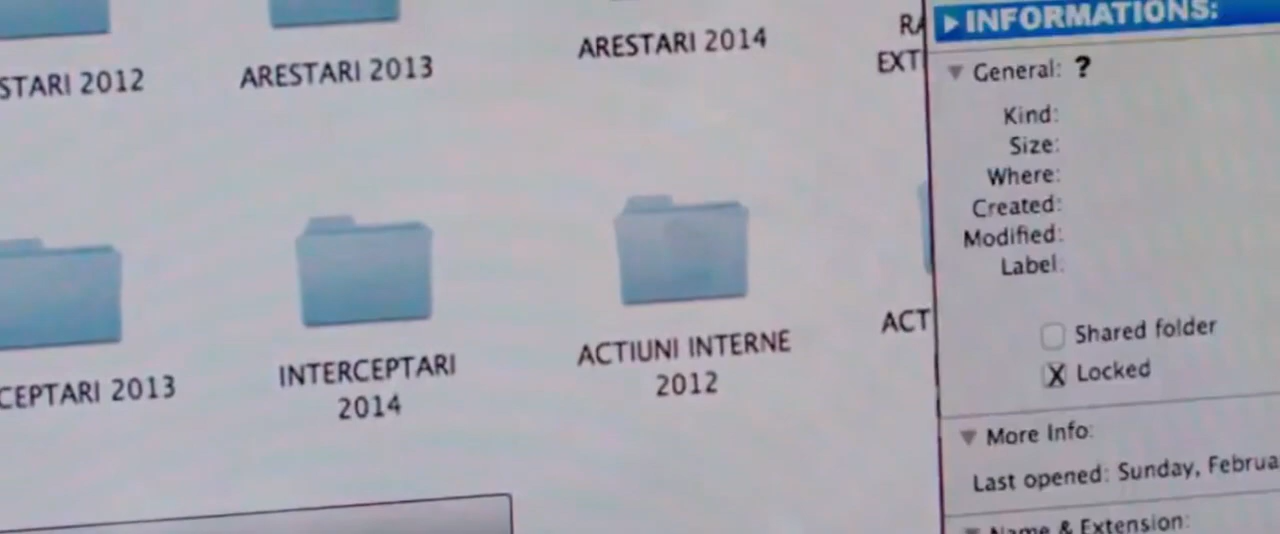 STARI 2012
ARESTARI 2013
ARESTARI 2014
RA
EXT
CEPTARI 2013
INTERCEPTARI
2014
ACTIUNI INTERNE
2012
ACT
INFORMATIONS:
General: ?
Kind:
Size:
Where:
Created:
Modified:
Label:
Shared folder
X Locked
More Info:
Last opened: Sunday, Februa
Name & Extension: